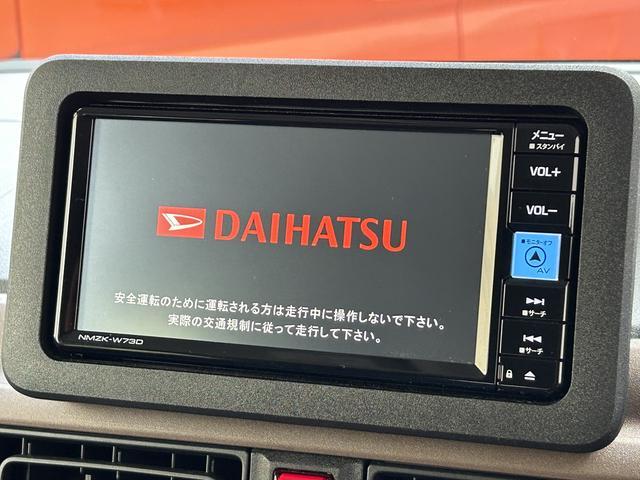 DAIHATSU
安全運転のために運転される方は走行中に操作しないで下さい。
実際の交通規制に従って走行して下さい。
NMZK-W73D
メニュー
■スタンバイ
VOL+
VOL−
■モニターオフ
AV
■サーチ
■サーチ